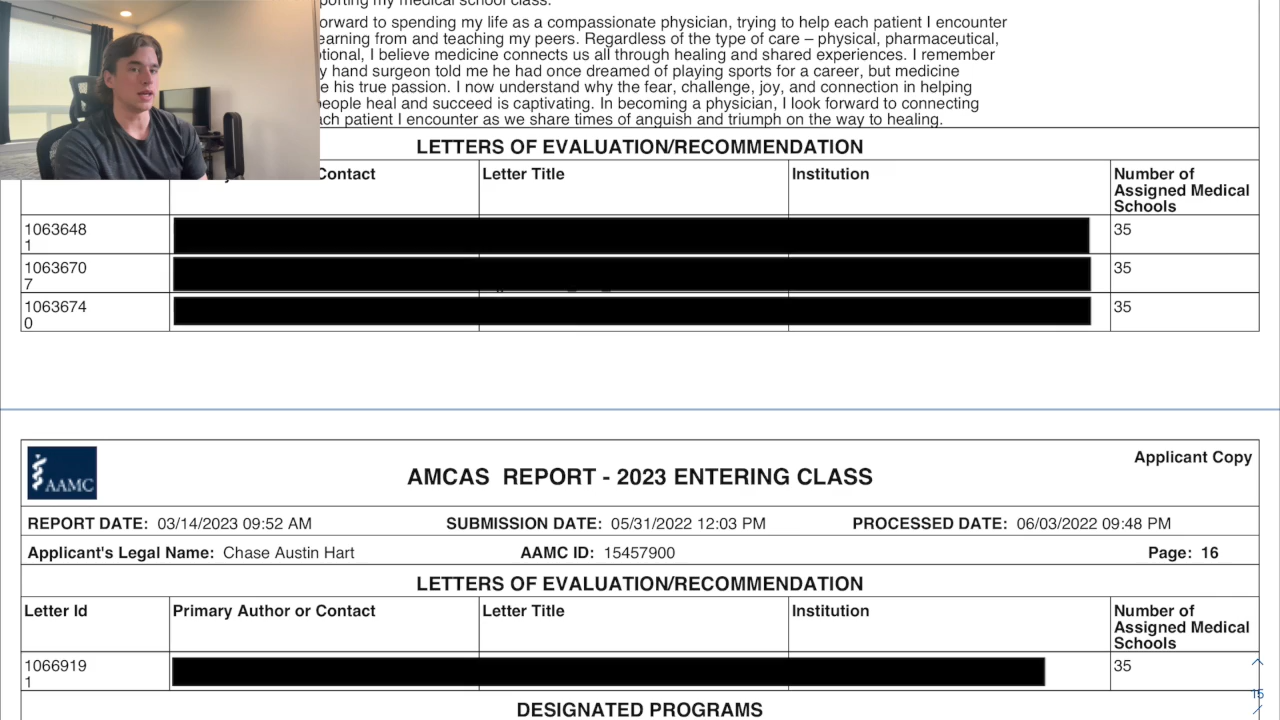 porting my medical school class.
orward to spending my life as a compassionate physician, trying to help each patient I encounter
earning from and teaching my peers. Regardless of the type of care – physical, pharmaceutical,
otional, I believe medicine connects us all through healing and shared experiences. I remember
y hand surgeon told me he had once dreamed of playing sports for a career, but medicine
e his true passion. I now understand why the fear, challenge, joy, and connection in helping
people heal and succeed is captivating. In becoming a physician, I look forward to connecting
ach patient I encounter as we share times of anguish and triumph on the way to healing.
LETTERS OF EVALUATION/RECOMMENDATION
Contact Letter Title Institution Number of
Assigned Medical
Schools
1063648 35
1
1063670 35
7
1063674 35
0
AAMC
Applicant Copy
AMCAS REPORT - 2023 ENTERING CLASS
REPORT DATE: 03/14/2023 09:52 AM SUBMISSION DATE: 05/31/2022 12:03 PM PROCESSED DATE: 06/03/2022 09:48 PM
Applicant's Legal Name: Chase Austin Hart AAMC ID: 15457900 Page: 16
LETTERS OF EVALUATION/RECOMMENDATION
Letter Id Primary Author or Contact Letter Title Institution Number of
Assigned Medical
Schools
1066919 35
1
15
DESIGNATED PROGRAMS